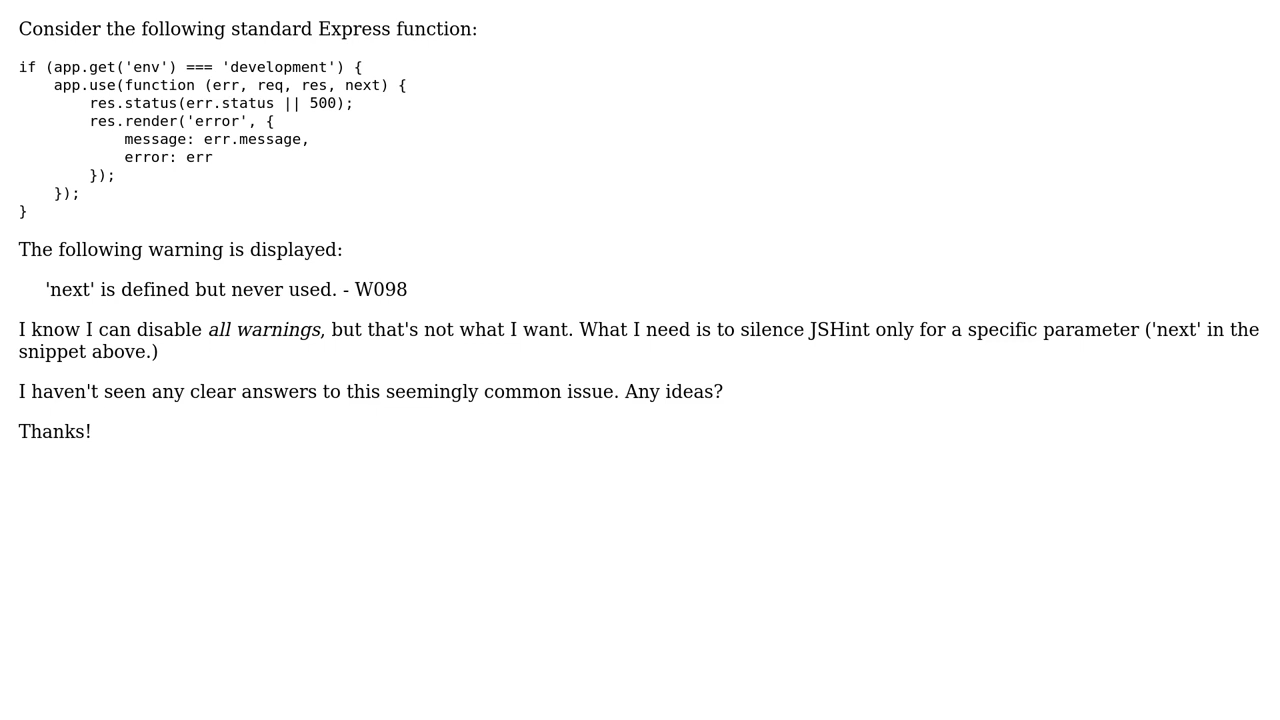 Consider the following standard Express function:
if (app.get('env') === 'development') {
    app.use(function (err, req, res, next) {
        res.status(err.status || 500);
        res.render('error', {
            message: err.message,
            error: err
        });
    });
}
The following warning is displayed:
'next' is defined but never used. - W098
I know I can disable all warnings, but that's not what I want. What I need is to silence JSHint only for a specific parameter ('next' in the
snippet above.)
I haven't seen any clear answers to this seemingly common issue. Any ideas?
Thanks!